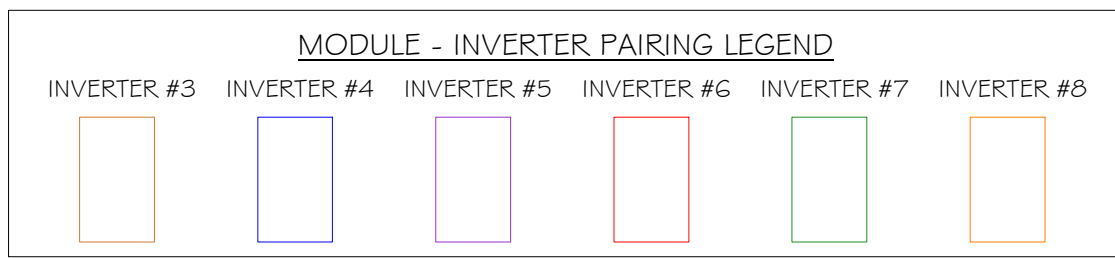 MODULE - INVERTER PAIRING LEGEND
INVERTER #3 INVERTER #4 INVERTER #5 INVERTER #6 INVERTER #7 INVERTER #8